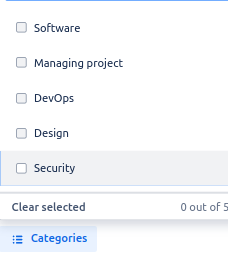 Software
Managing project
DevOps
Design
Security
Clear selected 0 out of 5
Categories